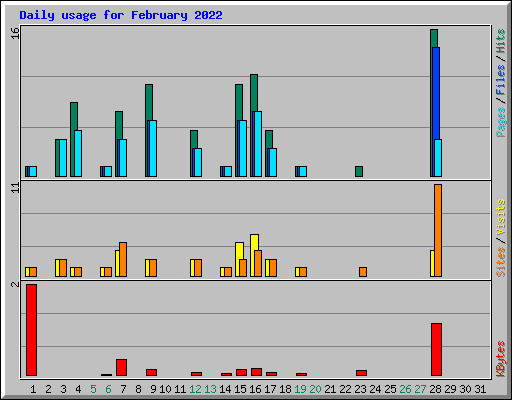 Daily usage for February 2022
16
Pages / Files / Hits
11
Sites / Visits
2
KBytes
1 2 3 4 5 6 7 8 9 10 11 12 13 14 15 16 17 18 19 20 21 22 23 24 25 26 27 28 29 30 31